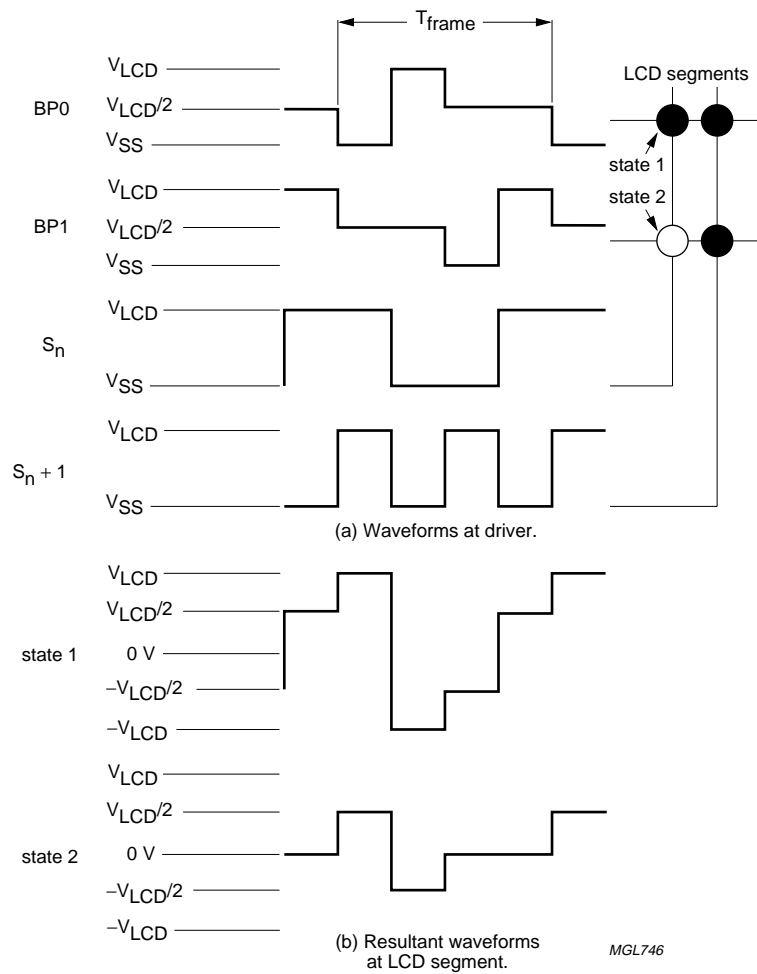 Tframe
VLCD
BP0
VLCD/2
VSS
LCD segments
state 1
VLCD
BP1
VLCD/2
VSS
state 2
VLCD
Sn
VSS
VLCD
Sn + 1
VSS
(a) Waveforms at driver.
VLCD
VLCD/2
state 1
0 V
−VLCD/2
−VLCD
VLCD
VLCD/2
state 2
0 V
−VLCD/2
−VLCD
(b) Resultant waveforms
at LCD segment.
MGL746